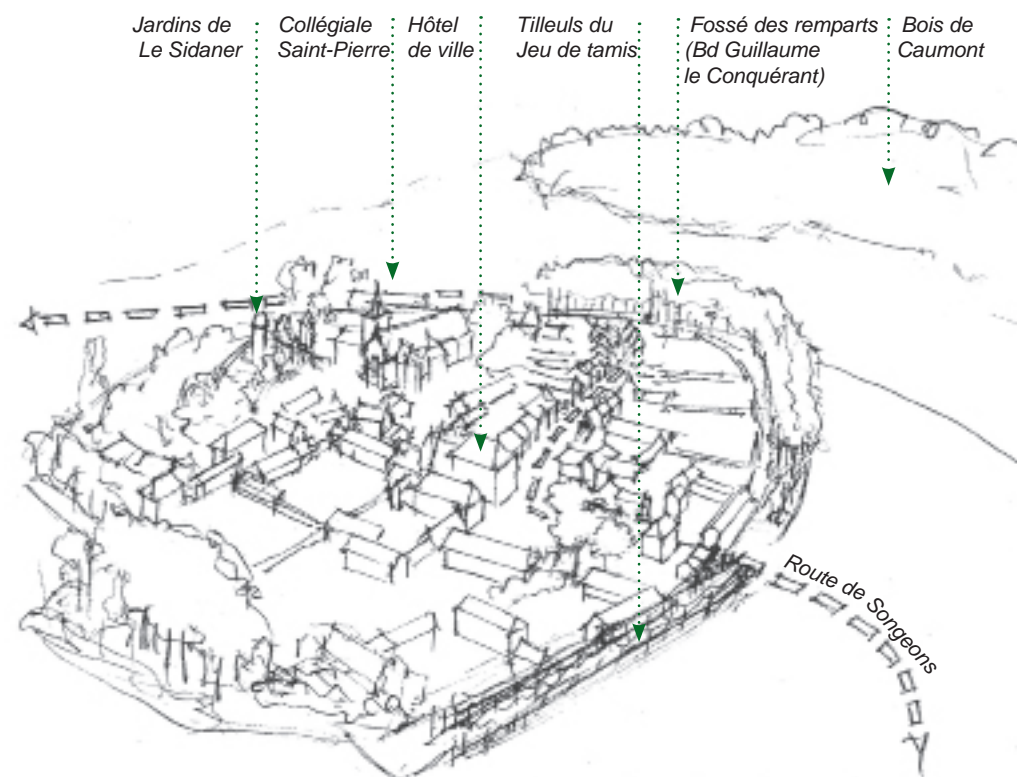 Jardins de
Le Sidaner
Collégiale
Saint-Pierre
Hôtel
de ville
Tilleuls du
Jeu de tamis
Fossé des remparts
(Bd Guillaume
le Conquérant)
Bois de
Caumont
Route de Songeons